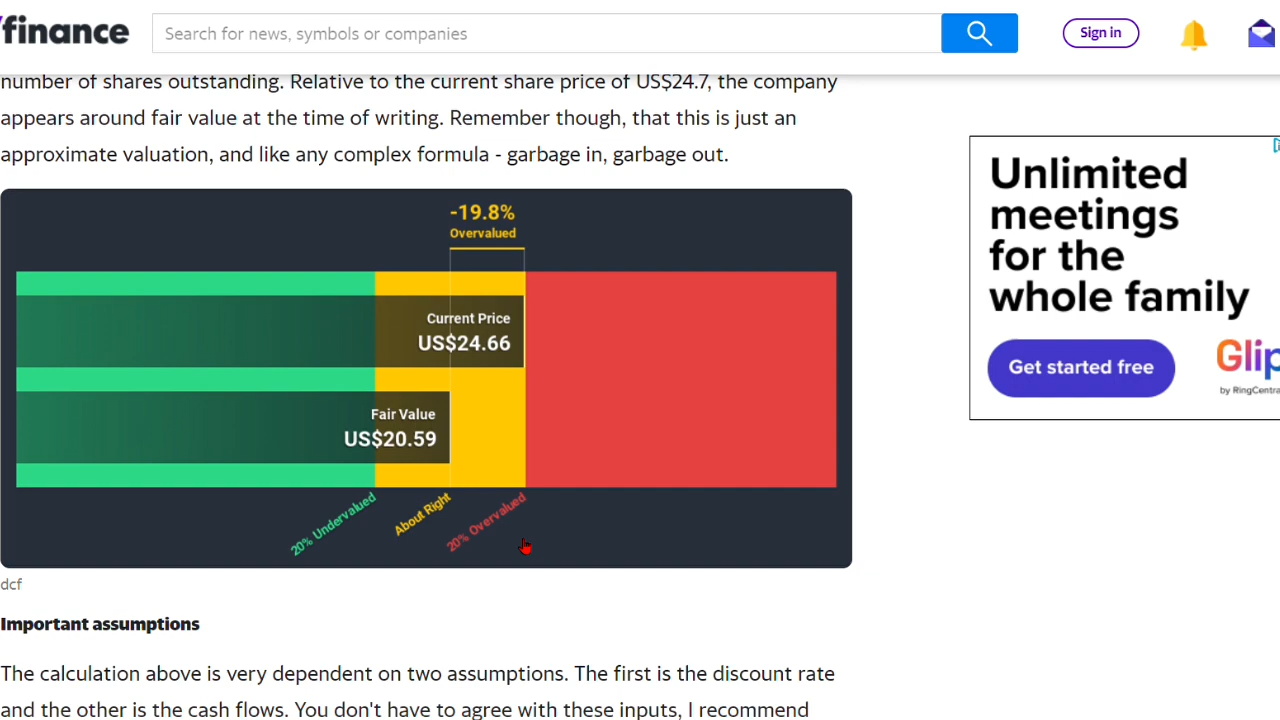 finance
Search for news, symbols or companies
Sign in
number of shares outstanding. Relative to the current share price of US$24.7, the company
appears around fair value at the time of writing. Remember though, that this is just an
approximate valuation, and like any complex formula - garbage in, garbage out.
-19.8%
Overvalued
Current Price
US$24.66
Fair Value
US$20.59
20% Undervalued
About Right
20% Overvalued
dcf
Important assumptions
The calculation above is very dependent on two assumptions. The first is the discount rate
and the other is the cash flows. You don't have to agree with these inputs, I recommend
Unlimited
meetings
for the
whole family
Get started free
Glip
by RingCentra